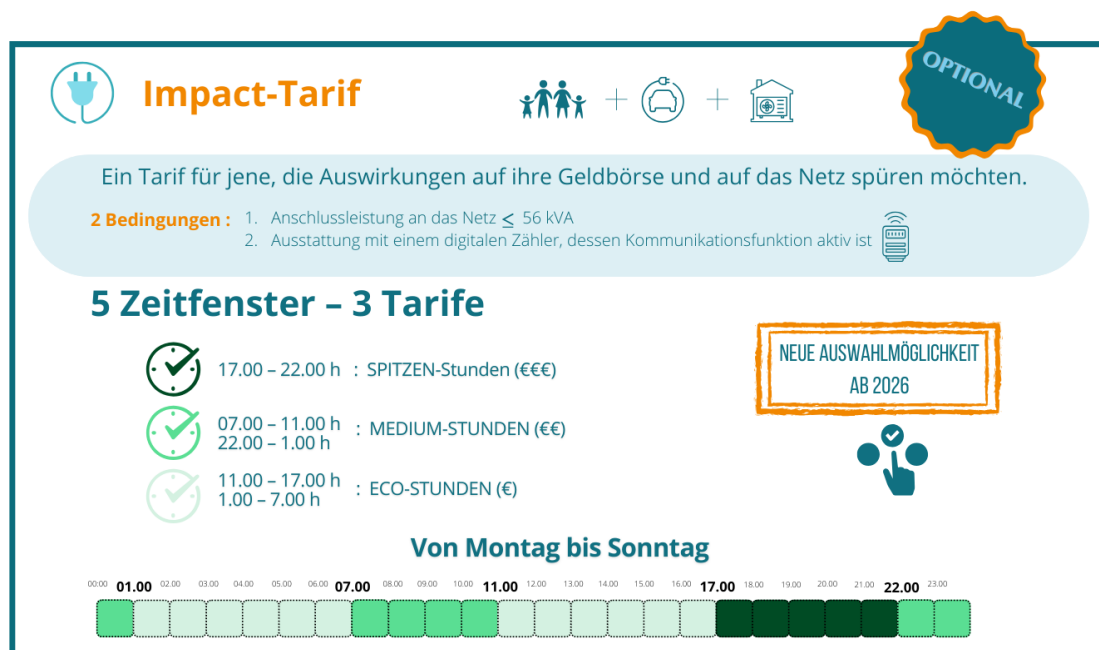 Impact-Tarif
OPTIONAL
Ein Tarif für jene, die Auswirkungen auf ihre Geldbörse und auf das Netz spüren möchten.
2 Bedingungen : 1. Anschlussleistung an das Netz ≤ 56 kVA
2. Ausstattung mit einem digitalen Zähler, dessen Kommunikationsfunktion aktiv ist
5 Zeitfenster – 3 Tarife
17.00 – 22.00 h : SPITZEN-Stunden (€€€)
07.00 – 11.00 h
22.00 – 1.00 h
: MEDIUM-STUNDEN (€€)
11.00 – 17.00 h
1.00 – 7.00 h
: ECO-STUNDEN (€)
NEUE AUSWAHLMÖGLICHKEIT
AB 2026
Von Montag bis Sonntag
00:00 01.00 02.00 03.00 04.00 05.00 06.00 07.00 08.00 09.00 10.00 11.00 12.00 13.00 14.00 15.00 16.00 17.00 18.00 19.00 20.00 21.00 22.00 23.00